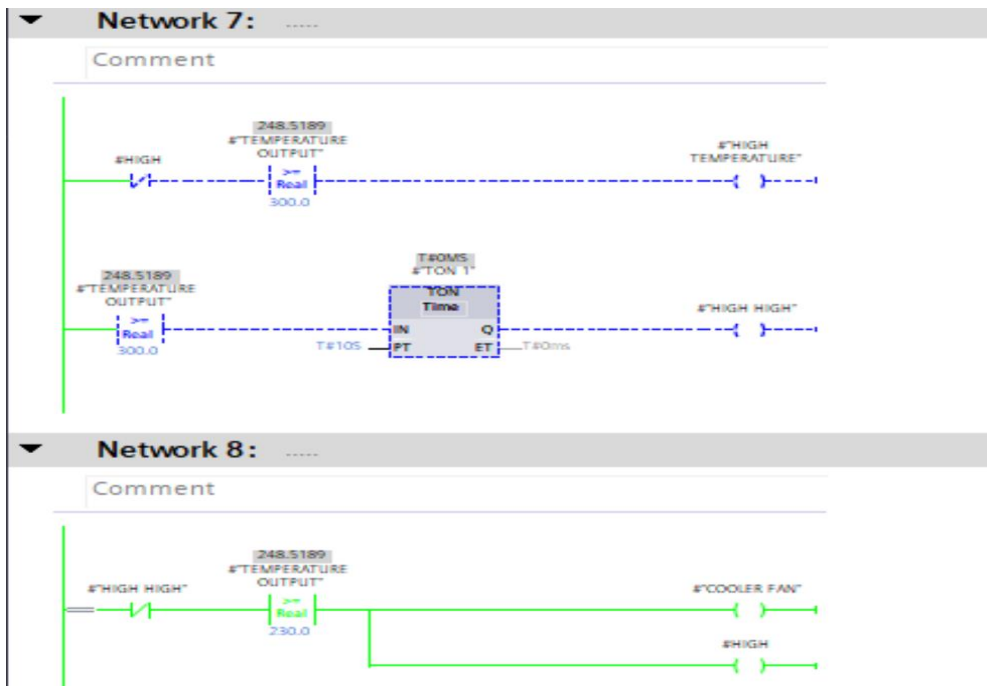 Network 7: .....
Comment
248.5189
#"TEMPERATURE
OUTPUT"
#HIGH
>=
Real
300.0
#"HIGH
TEMPERATURE"
248.5189
#"TEMPERATURE
OUTPUT"
>=
Real
300.0
T#0MS
#"TON 1"
TON
Time
IN Q
T#10S PT ET T#0ms
#"HIGH HIGH"
Network 8: .....
Comment
#"HIGH HIGH"
248.5189
#"TEMPERATURE
OUTPUT"
>=
Real
230.0
#"COOLER FAN"
#HIGH